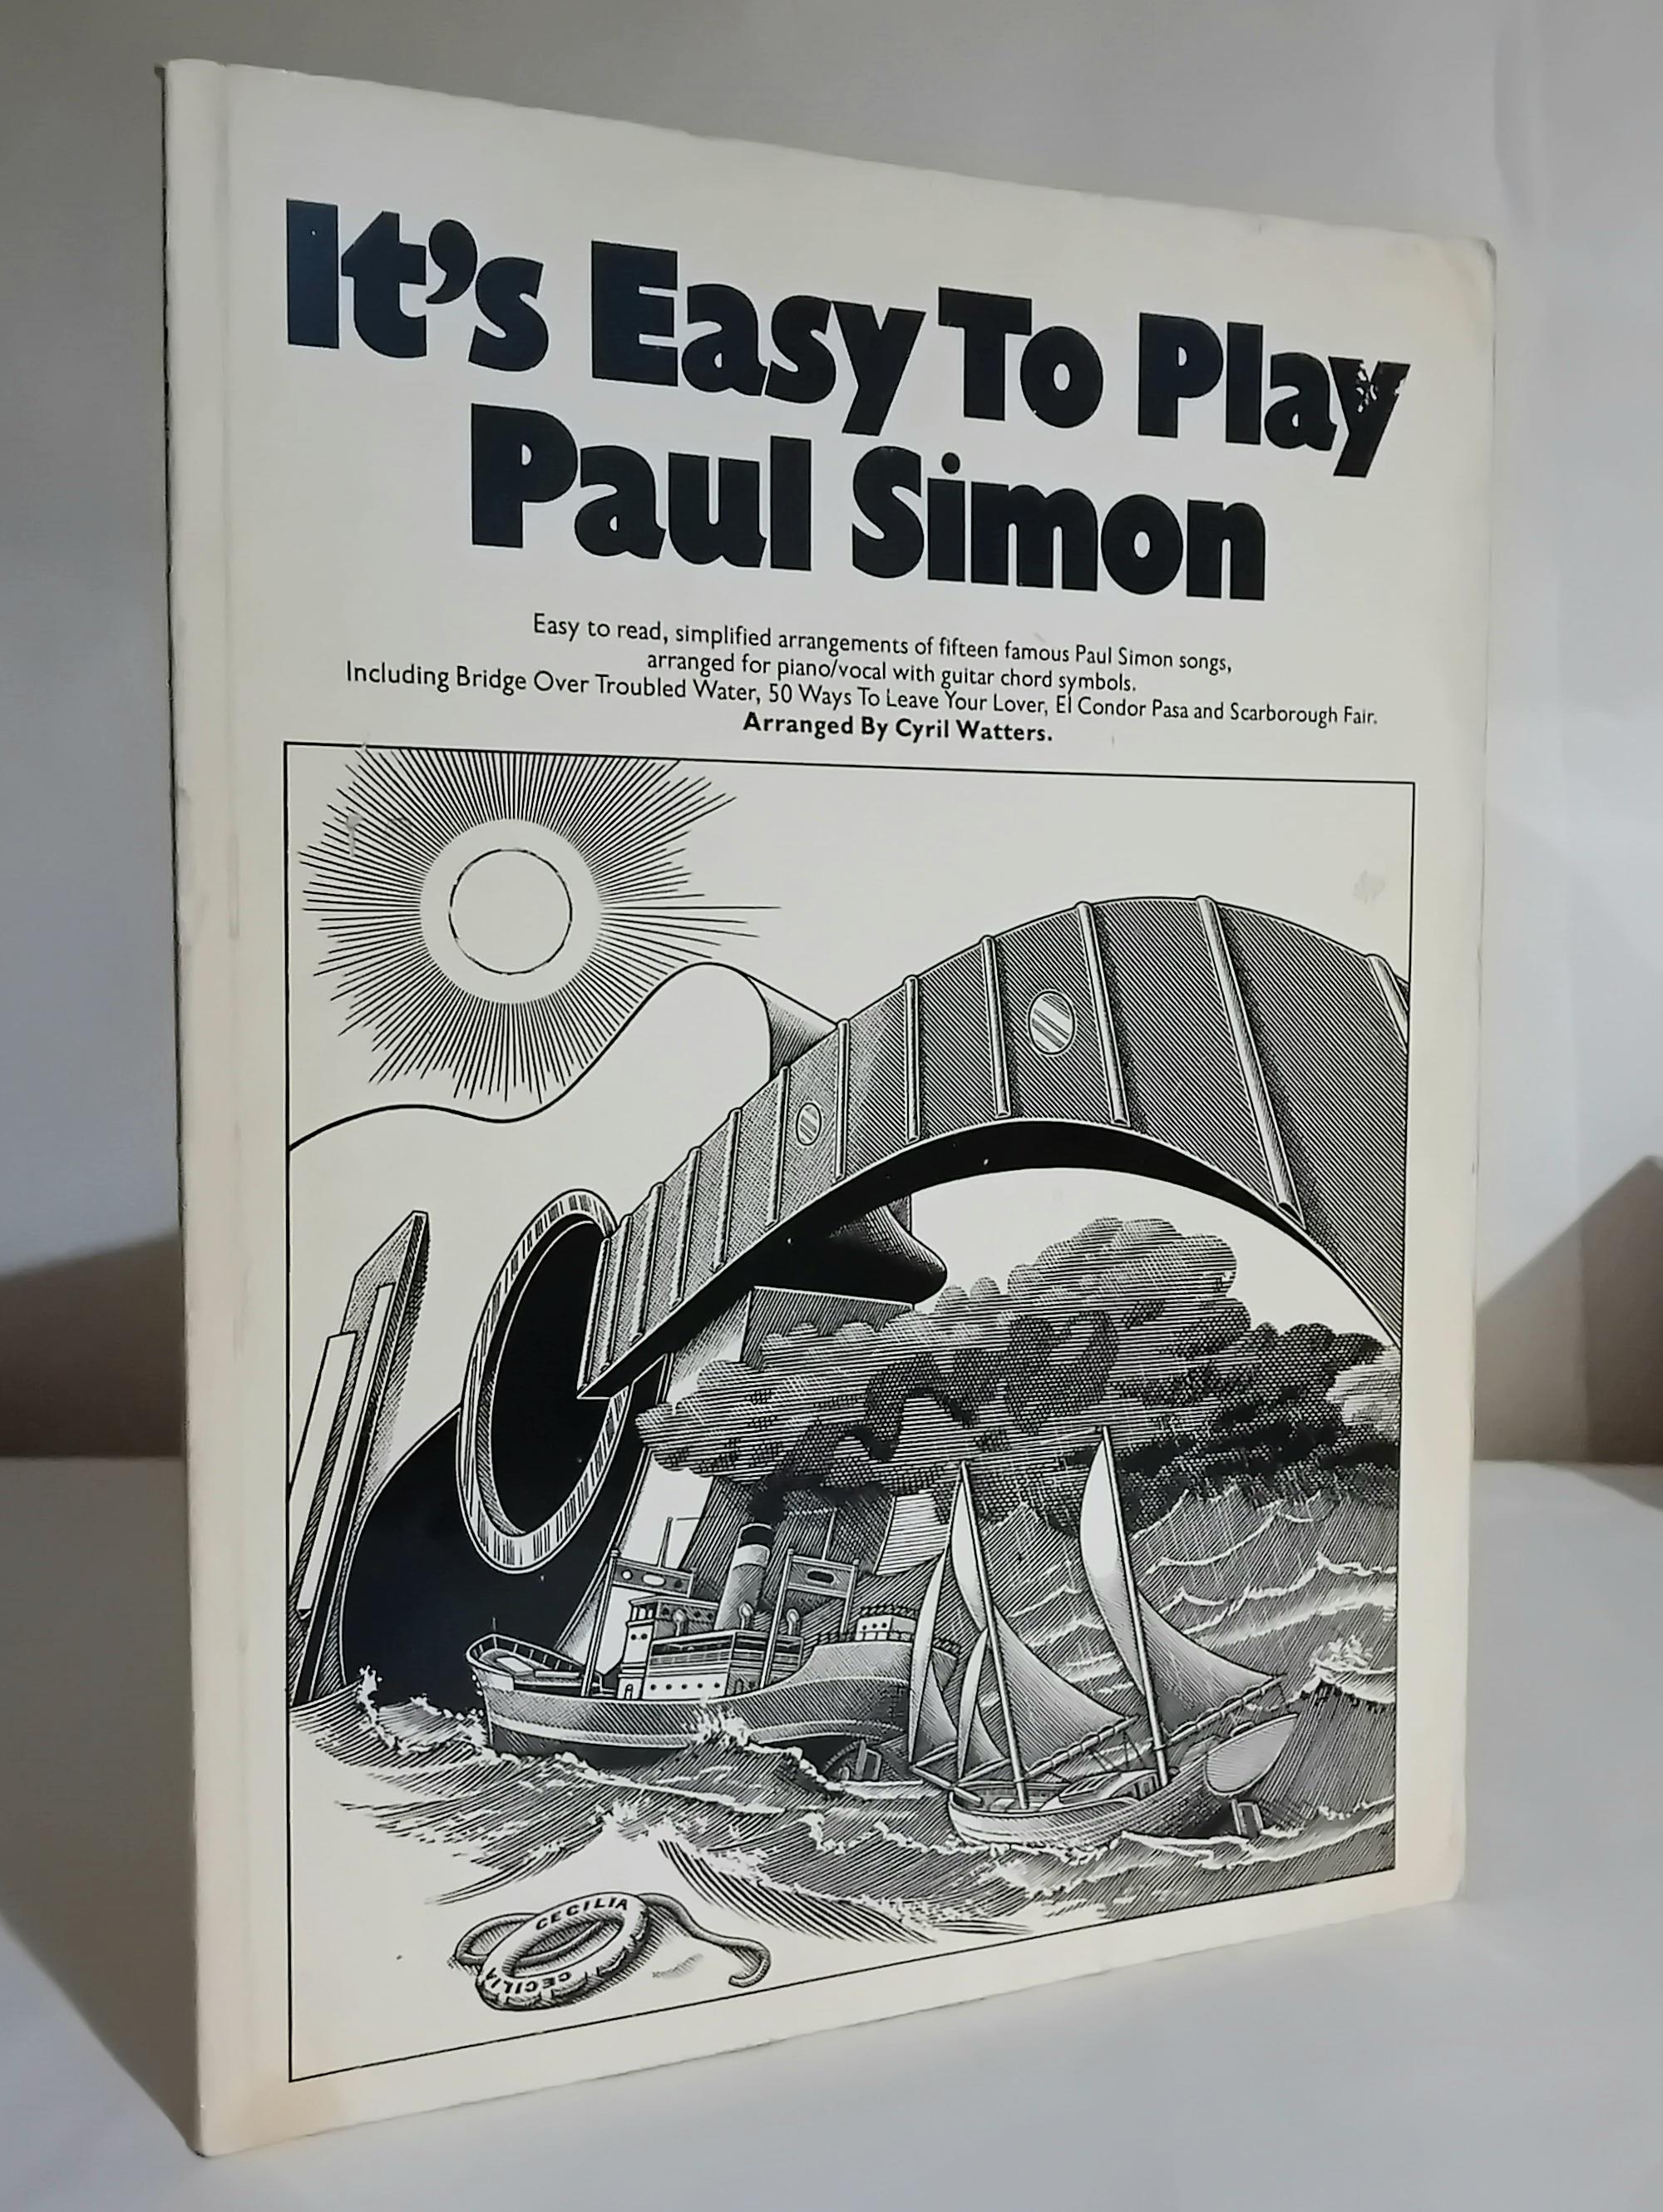 It's Easy To Play
Paul Simon
Easy to read, simplified arrangements of fifteen famous Paul Simon songs,
arranged for piano/vocal with guitar chord symbols.
Including Bridge Over Troubled Water, 50 Ways To Leave Your Lover, El Condor Pasa and Scarborough Fair.
Arranged By Cyril Watters.
CECILIA
CECILIA